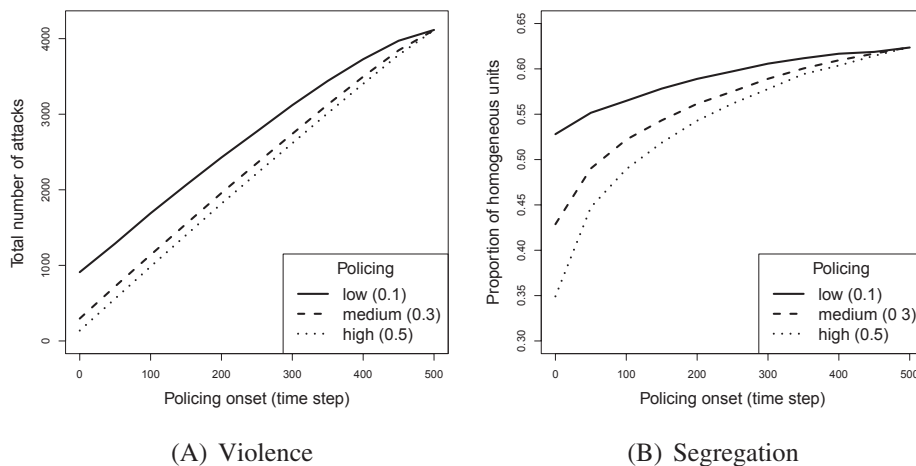 Total number of attacks
4000
3000
2000
1000
0
0 100 200 300 400 500
Policing onset (time step)
Policing
low (0.1)
medium (0.3)
high (0.5)
(A) Violence
Proportion of homogeneous units
0.65
0.60
0.55
0.50
0.45
0.40
0.35
0.30
0 100 200 300 400 500
Policing onset (time step)
Policing
low (0.1)
medium (0 3)
high (0.5)
(B) Segregation